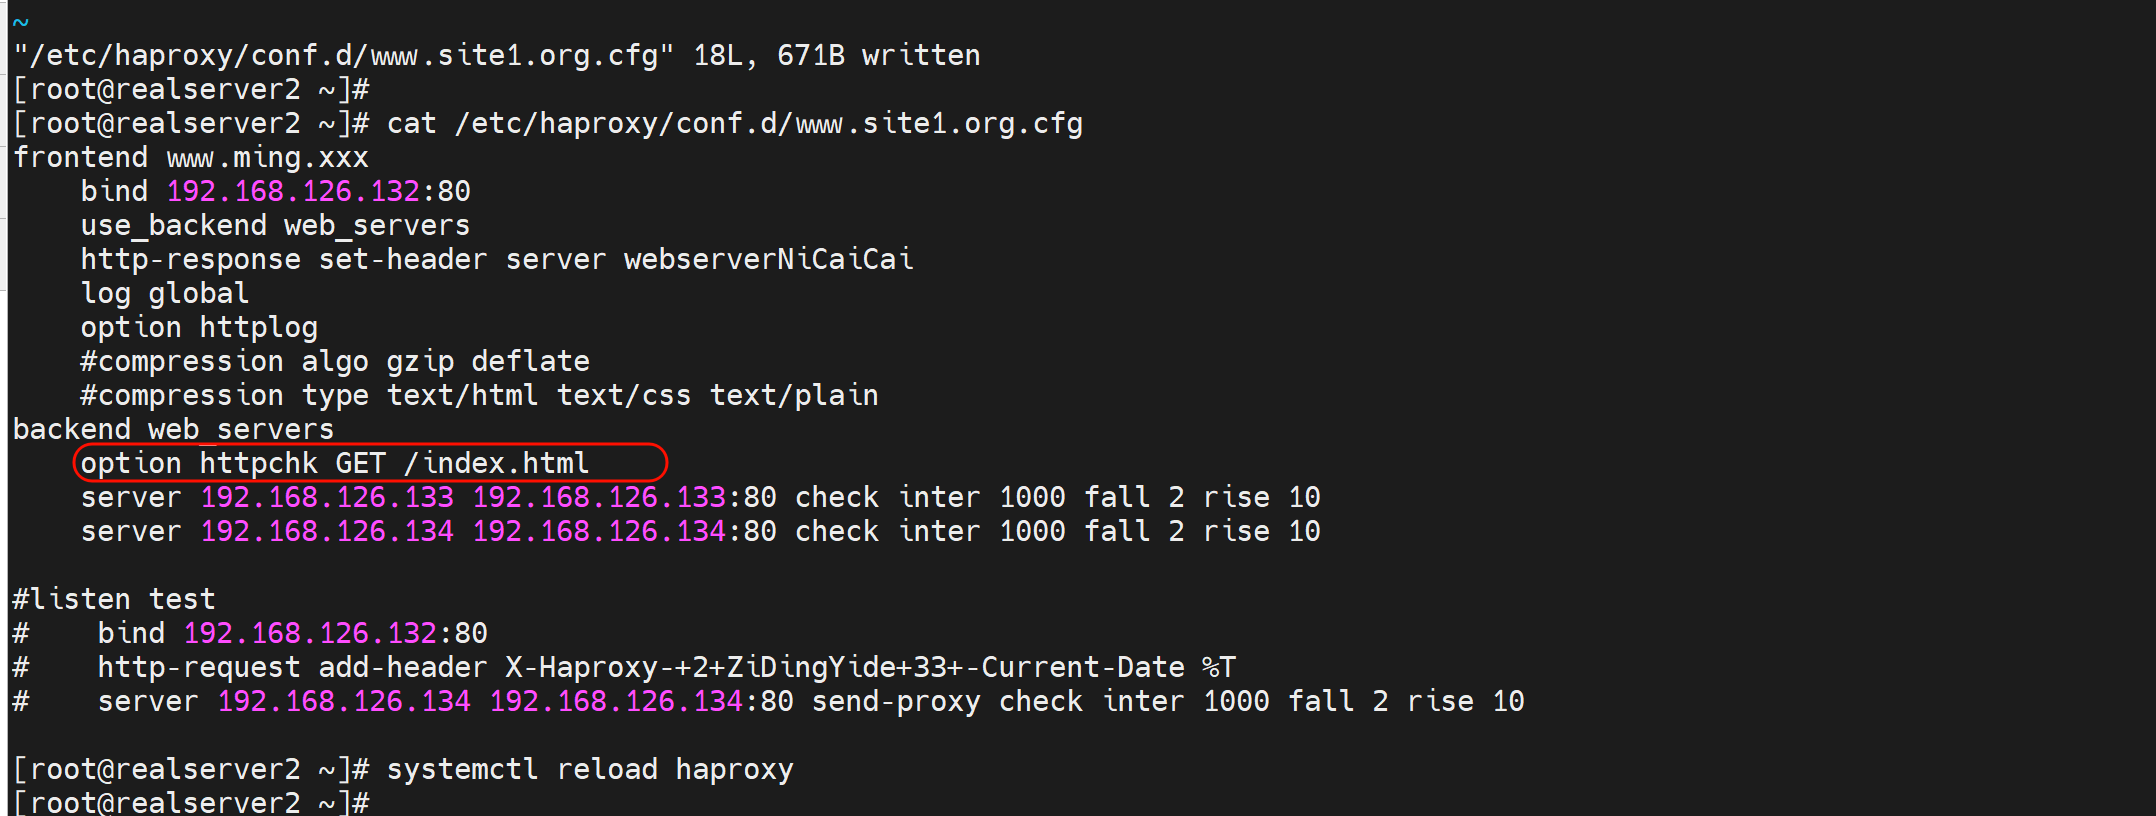 ~
"/etc/haproxy/conf.d/www.site1.org.cfg" 18L, 671B written
[root@realserver2 ~]#
[root@realserver2 ~]# cat /etc/haproxy/conf.d/www.site1.org.cfg
frontend www.ming.xxx
    bind 192.168.126.132:80
    use_backend web_servers
    http-response set-header server webserverNiCaiCai
    log global
    option httplog
    #compression algo gzip deflate
    #compression type text/html text/css text/plain
backend web_servers
    option httpchk GET /index.html
    server 192.168.126.133 192.168.126.133:80 check inter 1000 fall 2 rise 10
    server 192.168.126.134 192.168.126.134:80 check inter 1000 fall 2 rise 10

#listen test
#    bind 192.168.126.132:80
#    http-request add-header X-Haproxy-+2+ZiDingYide+33+-Current-Date %T
#    server 192.168.126.134 192.168.126.134:80 send-proxy check inter 1000 fall 2 rise 10

[root@realserver2 ~]# systemctl reload haproxy
[root@realserver2 ~]#